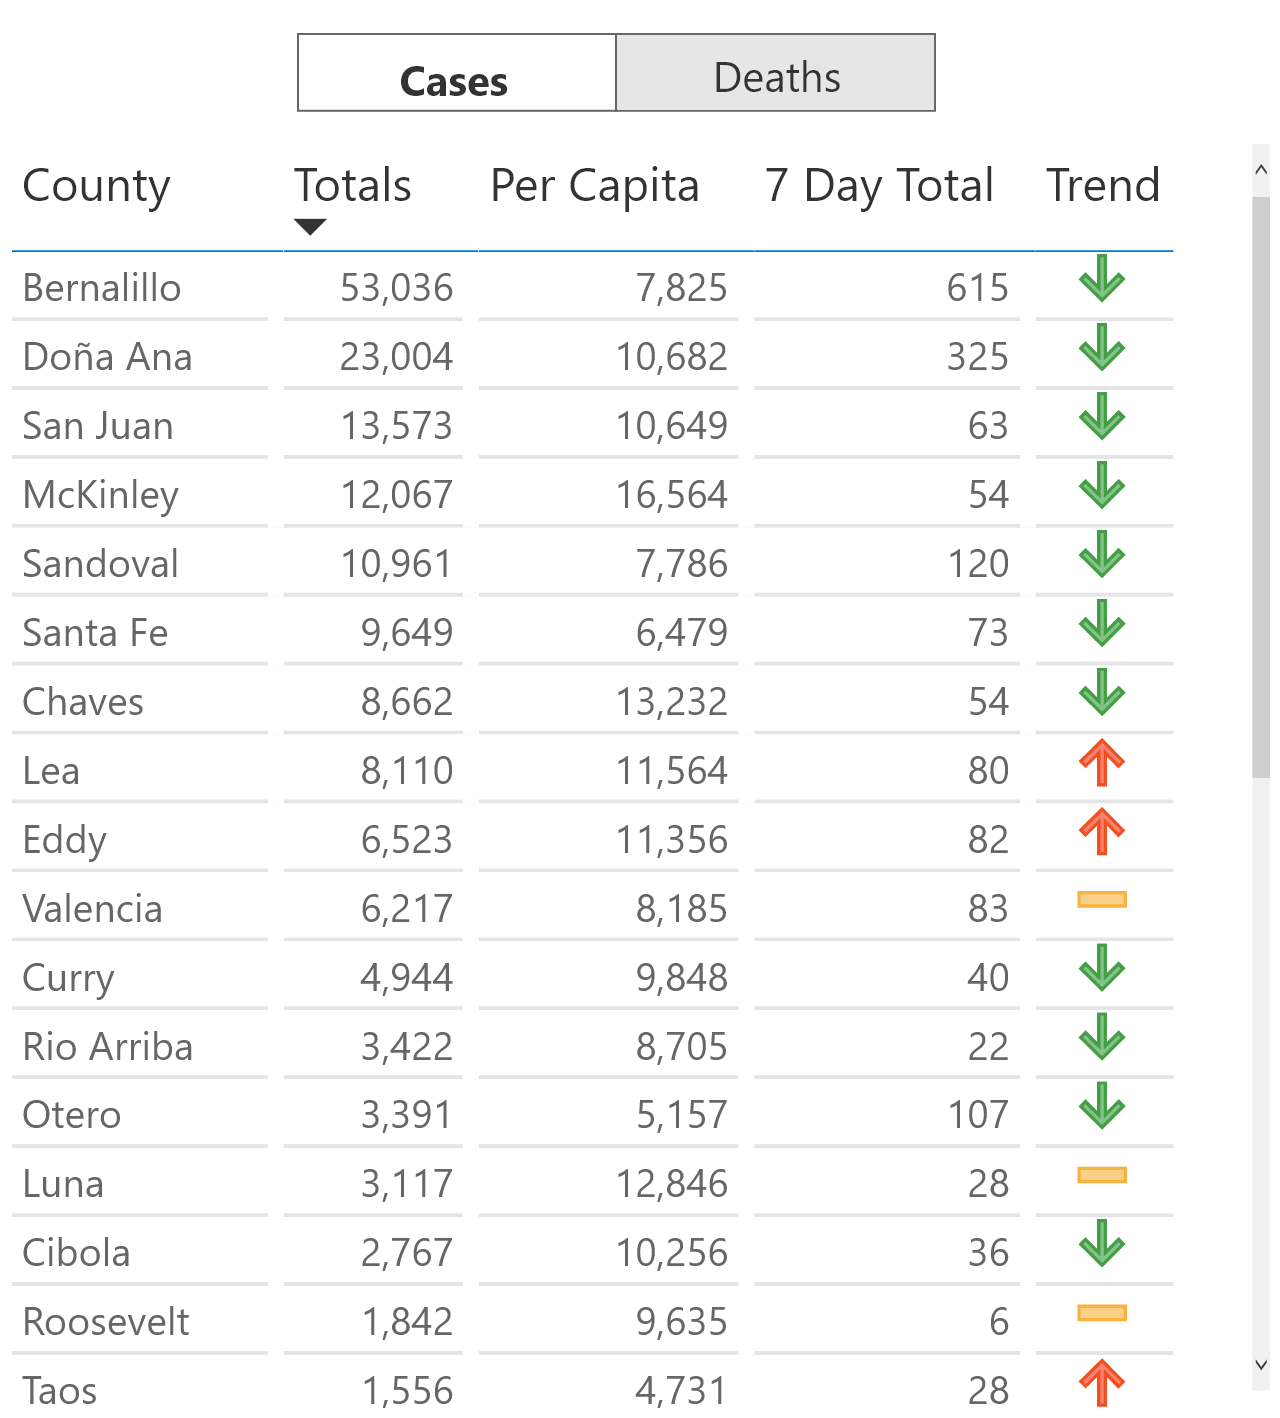 Cases Deaths
County Totals Per Capita 7 Day Total Trend
Bernalillo 53,036 7,825 615
Doña Ana 23,004 10,682 325
San Juan 13,573 10,649 63
McKinley 12,067 16,564 54
Sandoval 10,961 7,786 120
Santa Fe 9,649 6,479 73
Chaves 8,662 13,232 54
Lea 8,110 11,564 80
Eddy 6,523 11,356 82
Valencia 6,217 8,185 83
Curry 4,944 9,848 40
Rio Arriba 3,422 8,705 22
Otero 3,391 5,157 107
Luna 3,117 12,846 28
Cibola 2,767 10,256 36
Roosevelt 1,842 9,635 6
Taos 1,556 4,731 28